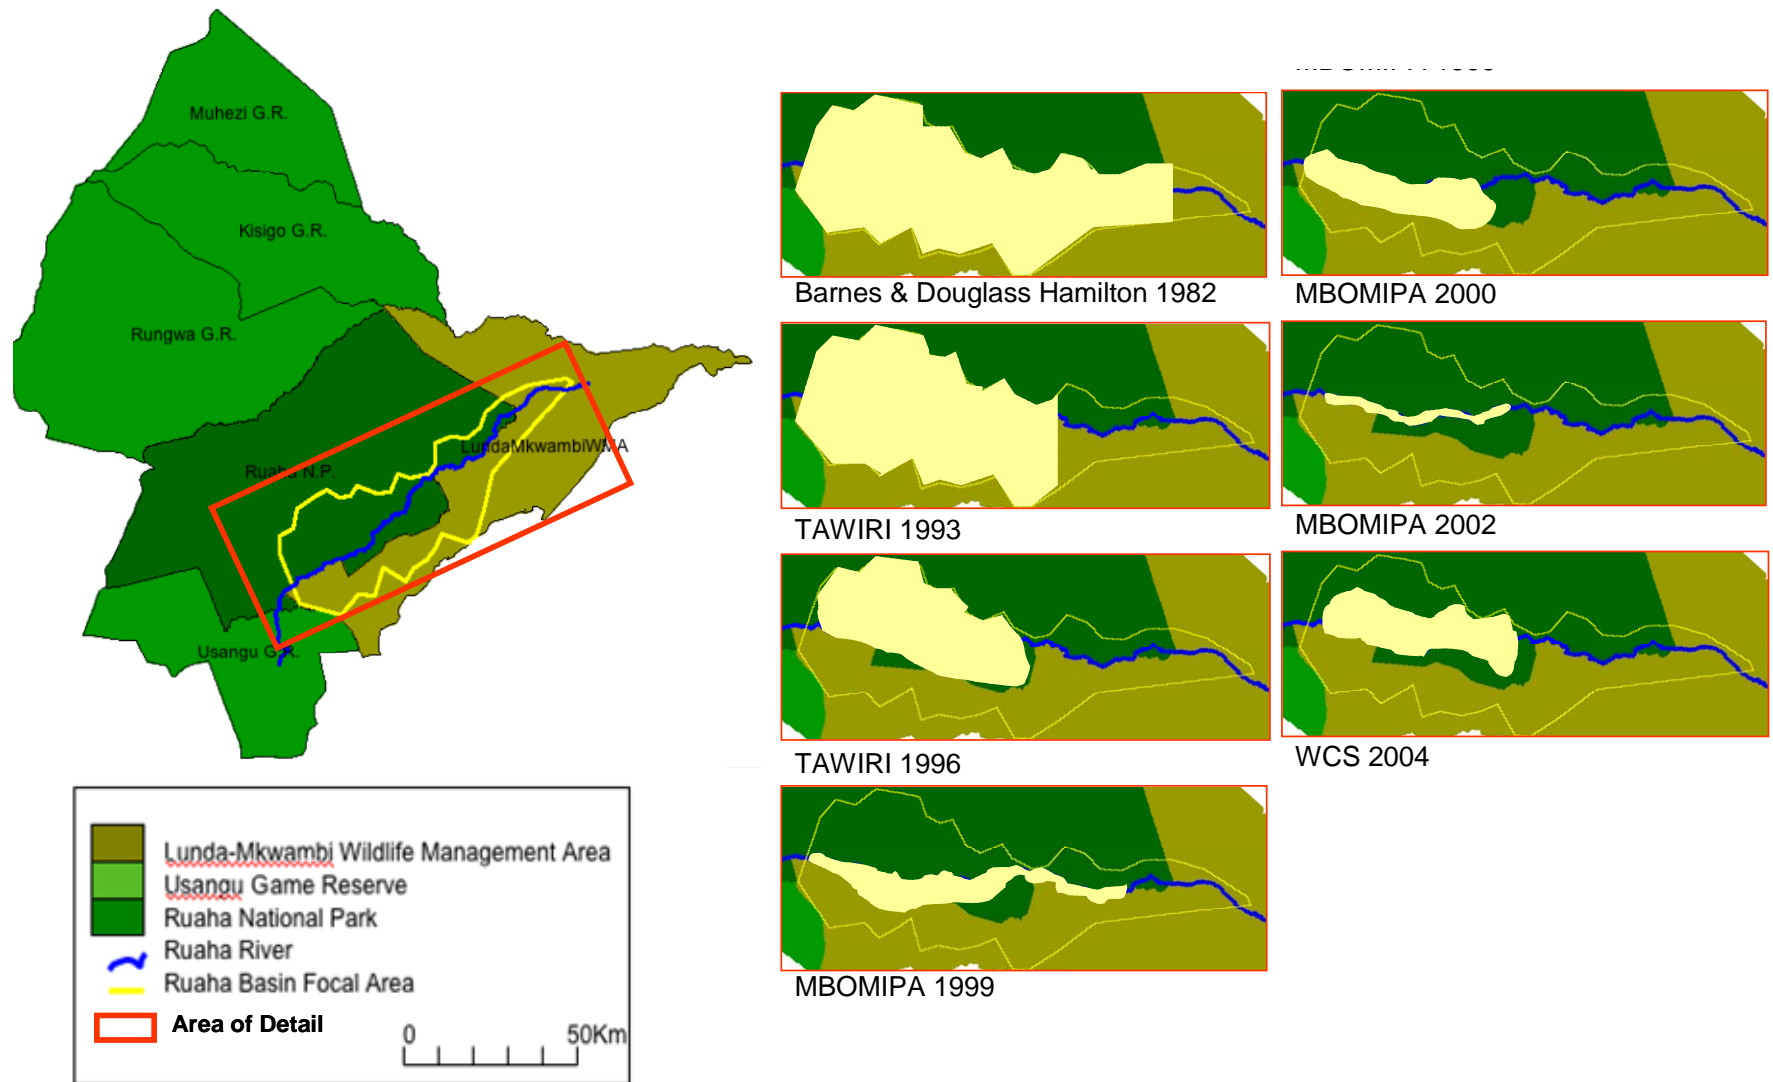 Muhezi G.R.
Kisigo G.R.
Rungwa G.R.
LundaMkwambiWMA
Ruaha N.P.
Usangu G.R.
Lunda-Mkwambi Wildlife Management Area
Usangu Game Reserve
Ruaha National Park
Ruaha River
Ruaha Basin Focal Area
Area of Detail
0 50Km
Barnes & Douglass Hamilton 1982
TAWIRI 1993
TAWIRI 1996
MBOMIPA 1999
MBOMIPA 2000
MBOMIPA 2002
WCS 2004